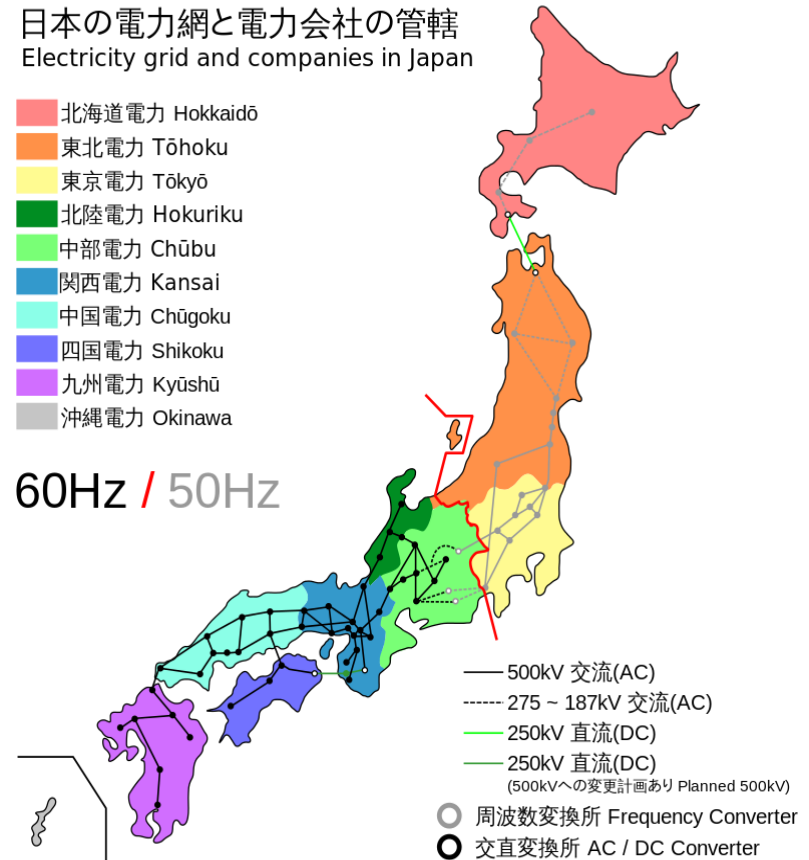 日本の電力網と電力会社の管轄
Electricity grid and companies in Japan
北海道電力 Hokkaidō
東北電力 Tōhoku
東京電力 Tōkyō
北陸電力 Hokuriku
中部電力 Chūbu
関西電力 Kansai
中国電力 Chūgoku
四国電力 Shikoku
九州電力 Kyūshū
沖縄電力 Okinawa
60Hz / 50Hz
500kV 交流(AC)
275 ~ 187kV 交流(AC)
250kV 直流(DC)
250kV 直流(DC)
(500kVへの変更計画あり Planned 500kV)
周波数変換所 Frequency Converter
交直変換所 AC / DC Converter